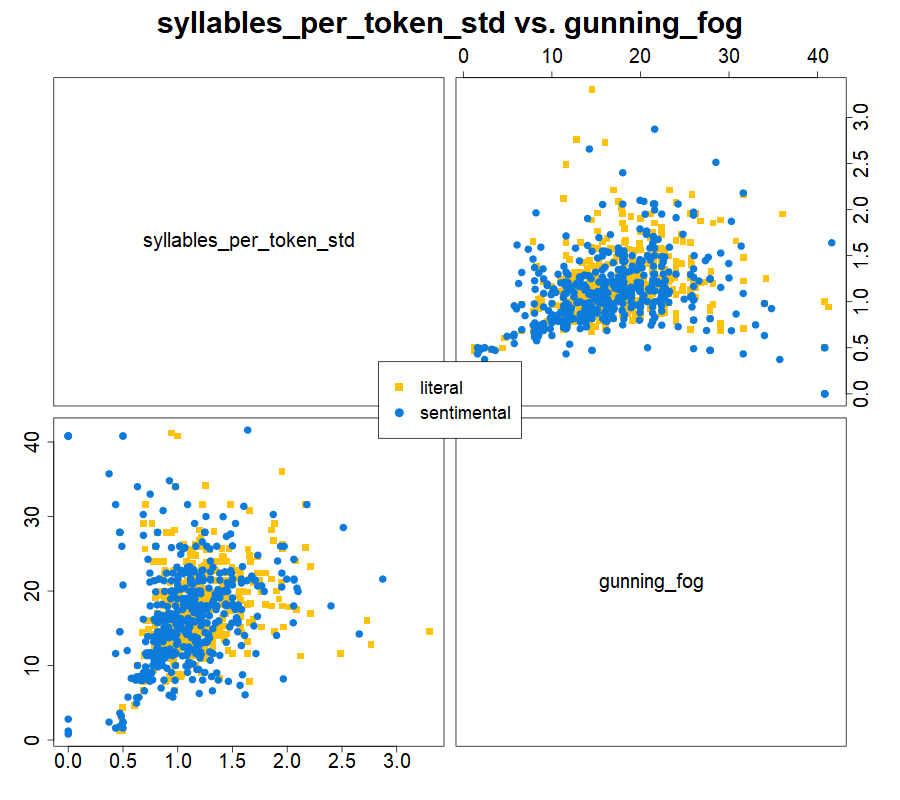 syllables_per_token_std vs. gunning_fog
0 10 20 30 40
3.0
2.5
2.0
1.5
1.0
0.5
0.0
syllables_per_token_std
literal
sentimental
40
30
20
10
0
gunning_fog
0.0 0.5 1.0 1.5 2.0 2.5 3.0